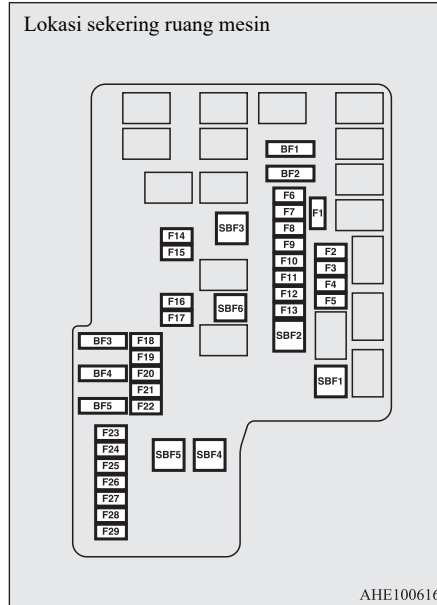 Lokasi sekering ruang mesin
BF1
BF2
F6
F7
F1
F8
SBF3
F14
F9
F2
F15
F10
F3
F11
F4
F16
SBF6
F12
F5
F17
F13
BF3
F18
SBF2
F19
BF4
F20
SBF1
F21
BF5
F22
F23
F24
SBF5
SBF4
F25
F26
F27
F28
F29
AHE100616